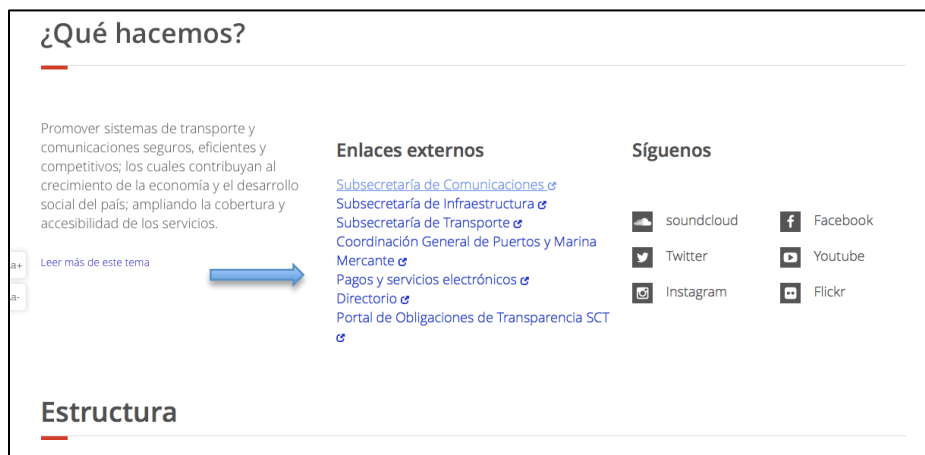 ¿Qué hacemos?
Promover sistemas de transporte y
comunicaciones seguros, eficientes y
competitivos; los cuales contribuyan al
crecimiento de la economía y el desarrollo
social del país; ampliando la cobertura y
accesibilidad de los servicios.
Leer más de este tema
a+
a-
Enlaces externos
Subsecretaría de Comunicaciones
Subsecretaría de Infraestructura
Subsecretaría de Transporte
Coordinación General de Puertos y Marina
Mercante
Pagos y servicios electrónicos
Directorio
Portal de Obligaciones de Transparencia SCT
Síguenos
soundcloud
Facebook
Twitter
Youtube
Instagram
Flickr
Estructura